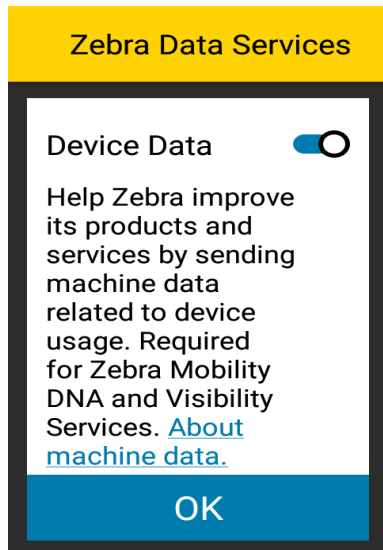 Zebra Data Services
Device Data
Help Zebra improve
its products and
services by sending
machine data
related to device
usage. Required
for Zebra Mobility
DNA and Visibility
Services. About
machine data.
OK